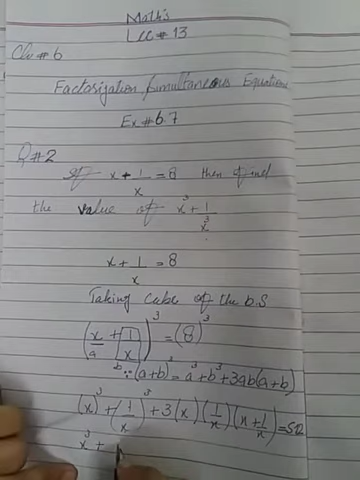 Math's
Lec # 13
Ch # 6
Factorization, Simultaneous Equations
Ex # 6.7
Q#2
If x + 1/x = 8 then find
the value of x³ + 1/x³
x + 1/x = 8
Taking Cube of the b.S
(x + 1/x)³ = (8)³
a b
∵ (a+b)³ = a³ + b³ + 3ab(a+b)
(x)³ + (1/x)³ + 3(x)(1/x)(x + 1/x) = 512
x³ +